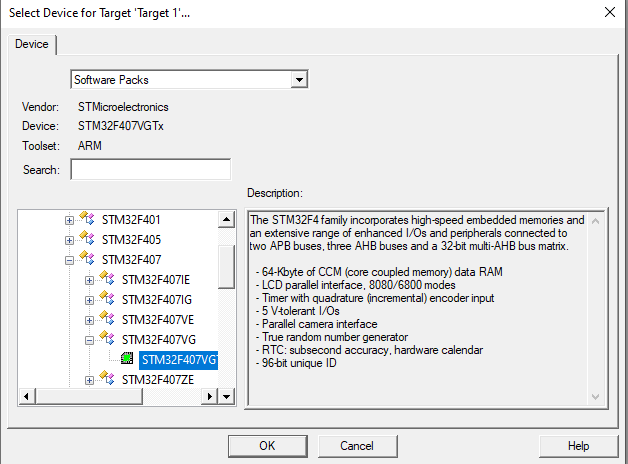 Select Device for Target 'Target 1'...
Device
Software Packs
Vendor: STMicroelectronics
Device: STM32F407VGTx
Toolset: ARM
Search:
Description:
STM32F401
STM32F405
STM32F407
STM32F407IE
STM32F407IG
STM32F407VE
STM32F407VG
STM32F407VGT
STM32F407ZE
The STM32F4 family incorporates high-speed embedded memories and
an extensive range of enhanced I/Os and peripherals connected to
two APB buses, three AHB buses and a 32-bit multi-AHB bus matrix.
- 64-Kbyte of CCM (core coupled memory) data RAM
- LCD parallel interface, 8080/6800 modes
- Timer with quadrature (incremental) encoder input
- 5 V-tolerant I/Os
- Parallel camera interface
- True random number generator
- RTC: subsecond accuracy, hardware calendar
- 96-bit unique ID
OK
Cancel
Help